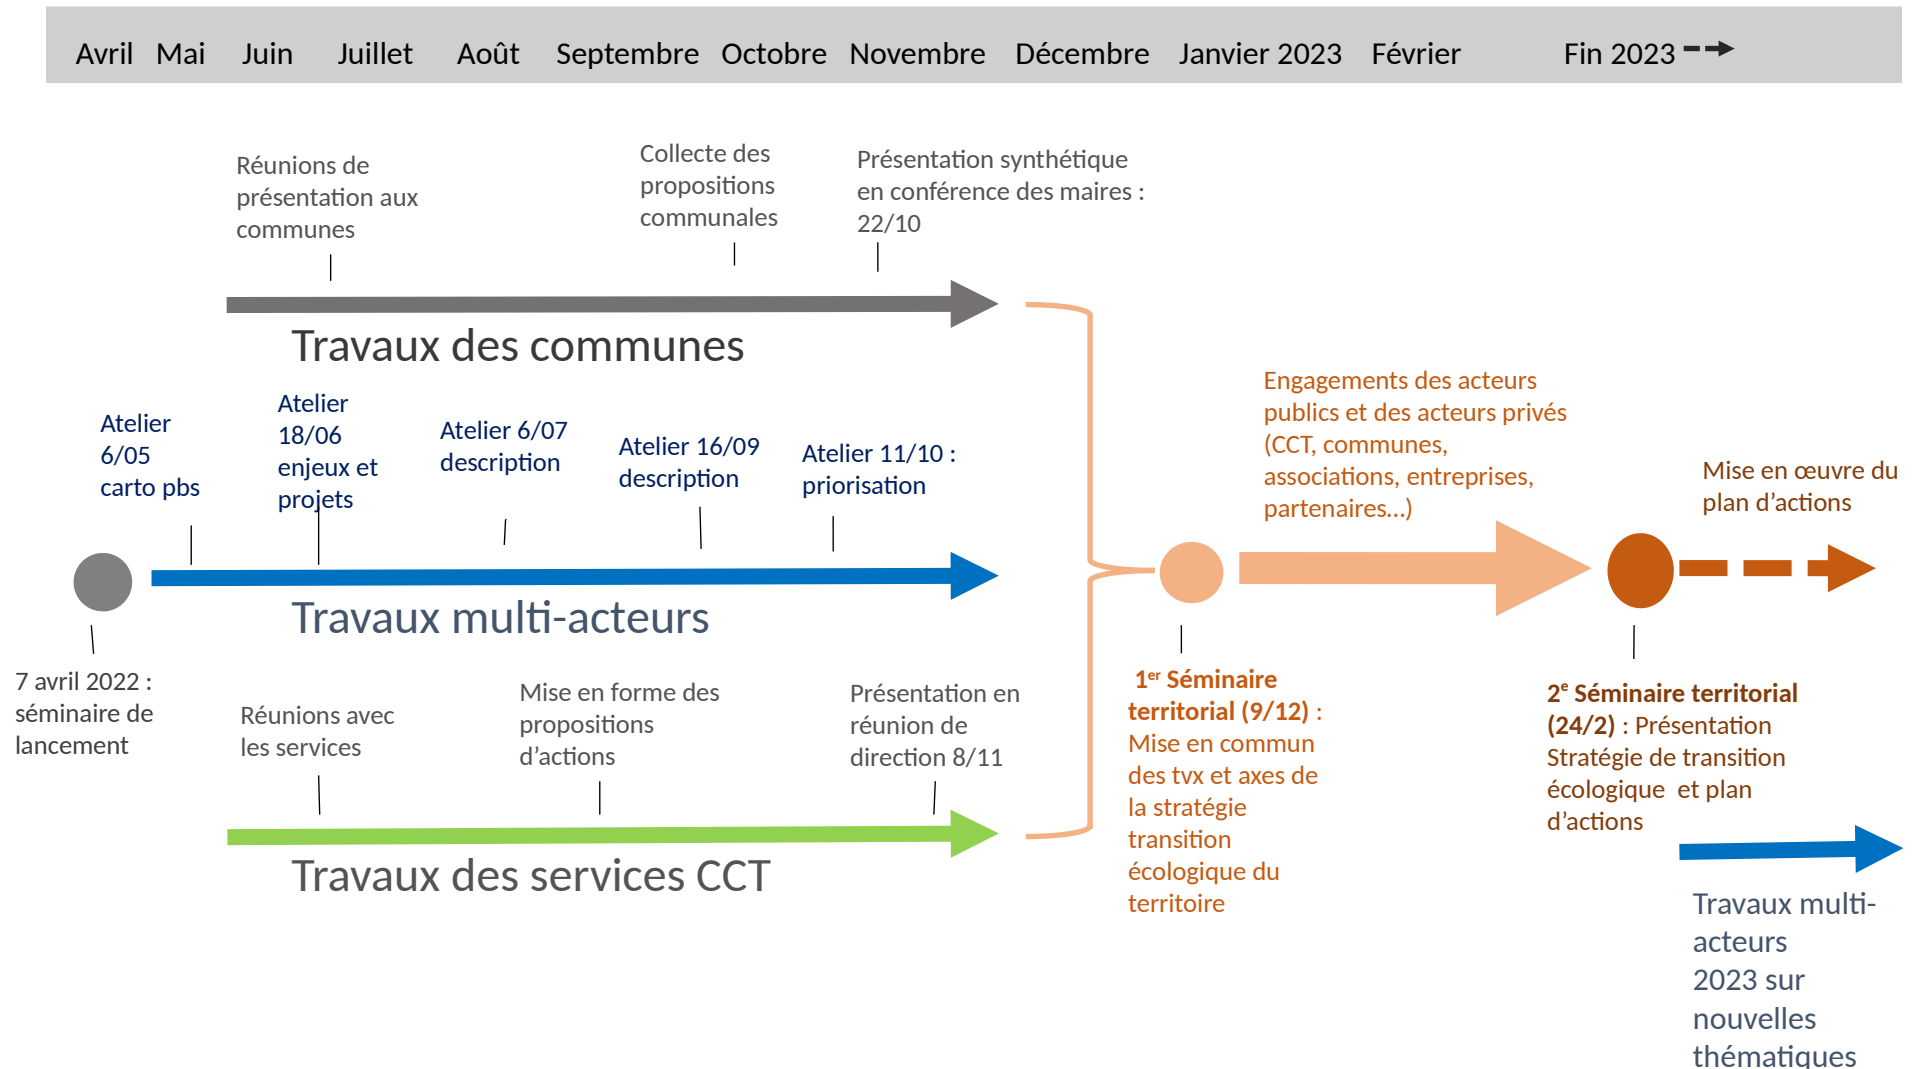 Avril Mai Juin Juillet Août Septembre Octobre Novembre Décembre Janvier 2023 Février Fin 2023
Réunions de
présentation aux
communes
Collecte des
propositions
communales
Présentation synthétique
en conférence des maires :
22/10
Travaux des communes
Atelier
6/05
carto pbs
Atelier
18/06
enjeux et
projets
Atelier 6/07
description
Atelier 16/09
description
Atelier 11/10 :
priorisation
Travaux multi-acteurs
7 avril 2022 :
séminaire de
lancement
Réunions avec
les services
Mise en forme des
propositions
d’actions
Présentation en
réunion de
direction 8/11
Travaux des services CCT
Engagements des acteurs
publics et des acteurs privés
(CCT, communes,
associations, entreprises,
partenaires…)
1er Séminaire
territorial (9/12) :
Mise en commun
des tvx et axes de
la stratégie
transition
écologique du
territoire
Mise en œuvre du
plan d’actions
2e Séminaire territorial
(24/2) : Présentation
Stratégie de transition
écologique et plan
d’actions
Travaux multi-
acteurs
2023 sur
nouvelles
thématiques